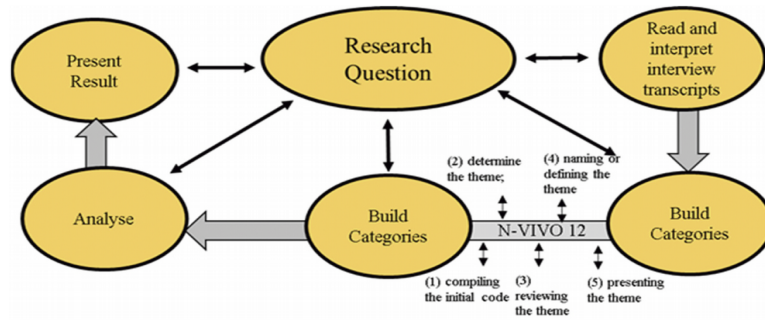 Present
Result
Research
Question
Read and
interpret
interview
transcripts
(2) determine
the theme;
(4) naming or
defining the
theme
Analyse
Build
Categories
N-VIVO 12
Build
Categories
(1) compiling
the initial code
(3)
reviewing
the theme
(5) presenting
the theme